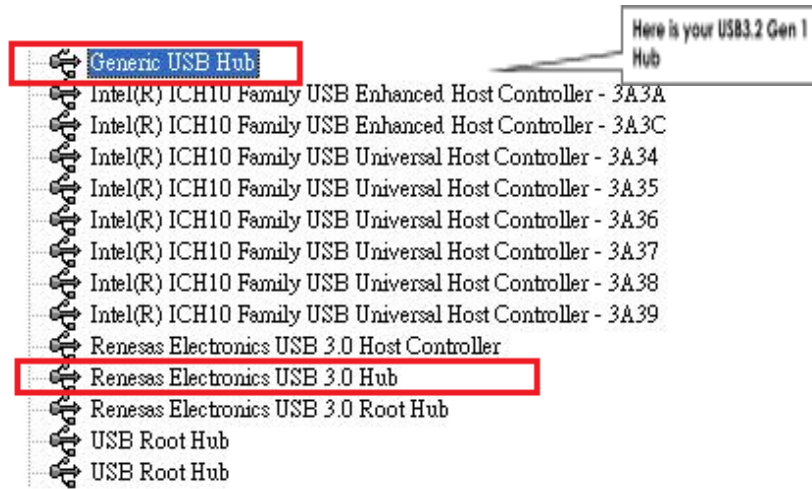 Here is your USB3.2 Gen 1
Hub
Generic USB Hub
Intel(R) ICH10 Family USB Enhanced Host Controller - 3A3A
Intel(R) ICH10 Family USB Enhanced Host Controller - 3A3C
Intel(R) ICH10 Family USB Universal Host Controller - 3A34
Intel(R) ICH10 Family USB Universal Host Controller - 3A35
Intel(R) ICH10 Family USB Universal Host Controller - 3A36
Intel(R) ICH10 Family USB Universal Host Controller - 3A37
Intel(R) ICH10 Family USB Universal Host Controller - 3A38
Intel(R) ICH10 Family USB Universal Host Controller - 3A39
Renesas Electronics USB 3.0 Host Controller
Renesas Electronics USB 3.0 Hub
Renesas Electronics USB 3.0 Root Hub
USB Root Hub
USB Root Hub